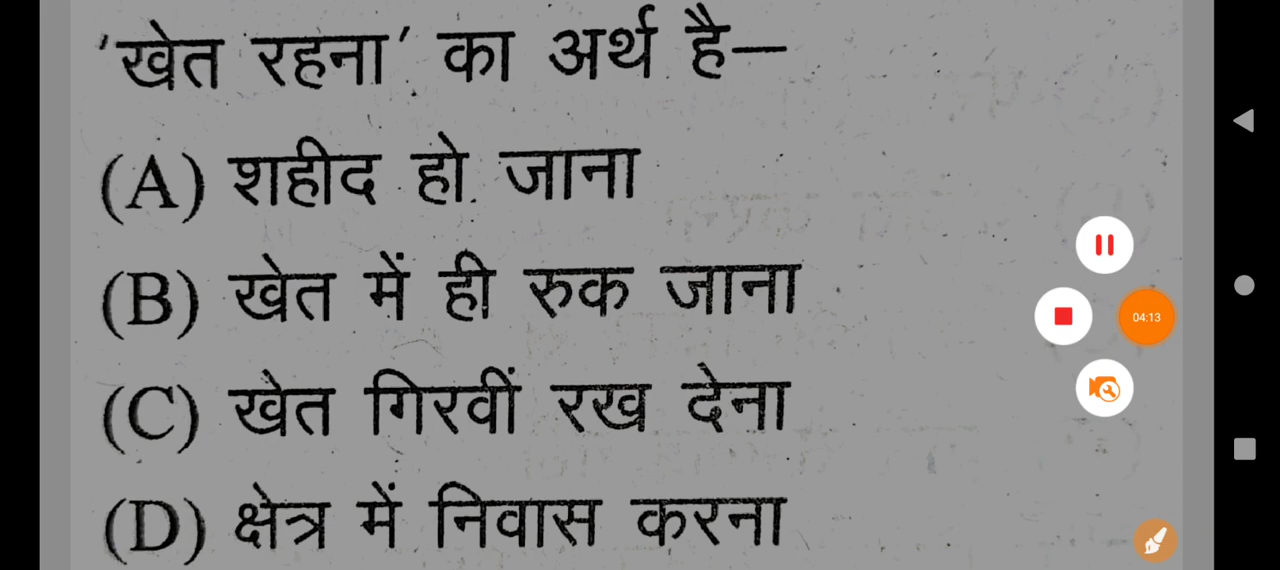 'खेत रहना' का अर्थ है—
(A) शहीद हो जाना
(B) खेत में ही रुक जाना
(C) खेत गिरवीं रख देना
(D) क्षेत्र में निवास करना
04:13